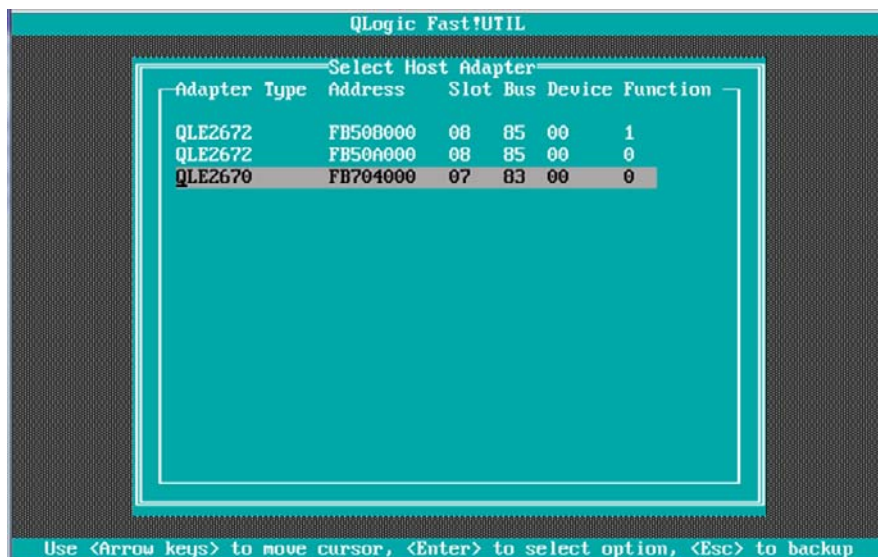 QLogic Fast!UTIL
Select Host Adapter
Adapter Type Address Slot Bus Device Function
QLE2672 FB508000 08 85 00 1
QLE2672 FB50A000 08 85 00 0
QLE2670 FB704000 07 83 00 0
Use <Arrow keys> to move cursor, <Enter> to select option, <Esc> to backup